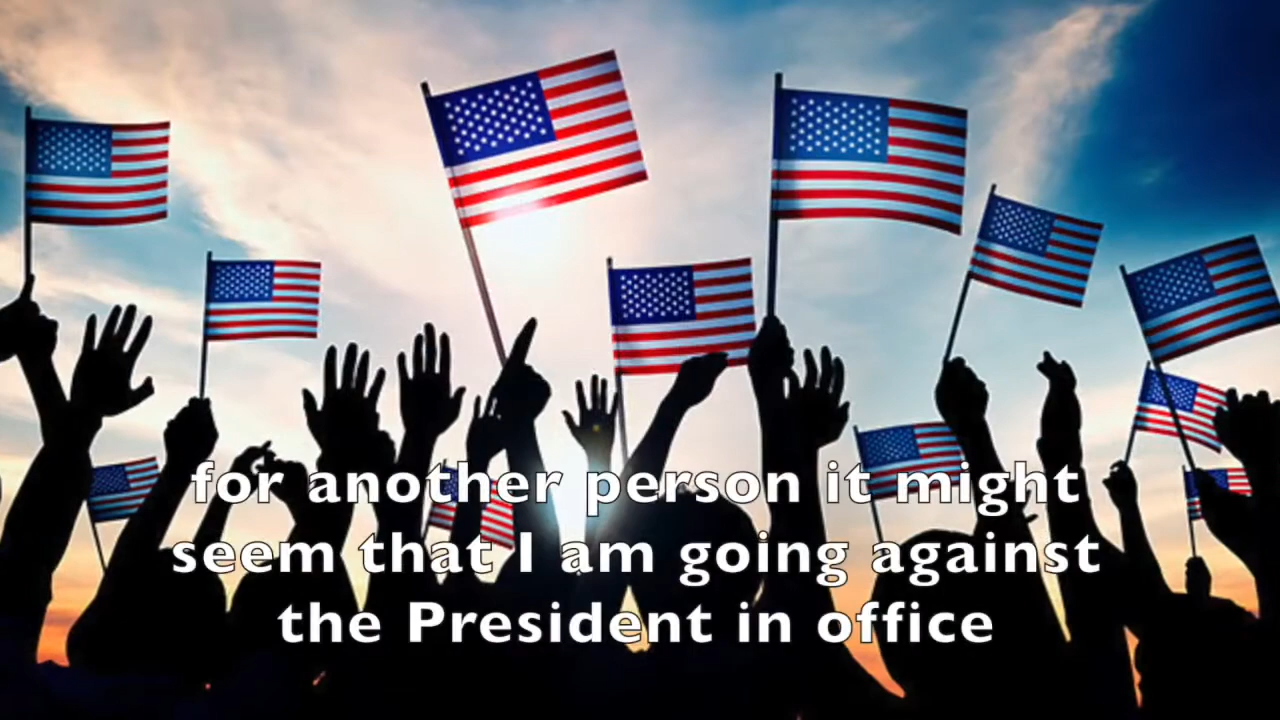 for another person it might
seem that I am going against
the President in office